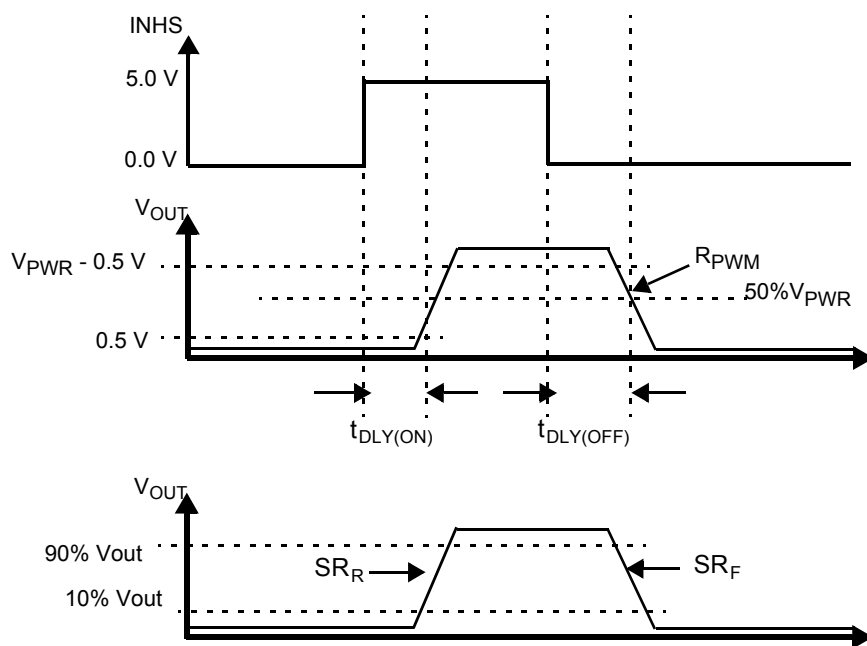 INHS
5.0 V
0.0 V
VOUT
VPWR - 0.5 V
RPWM
50%VPWR
0.5 V
tDLY(ON)
tDLY(OFF)
VOUT
90% Vout
SRR
SRF
10% Vout